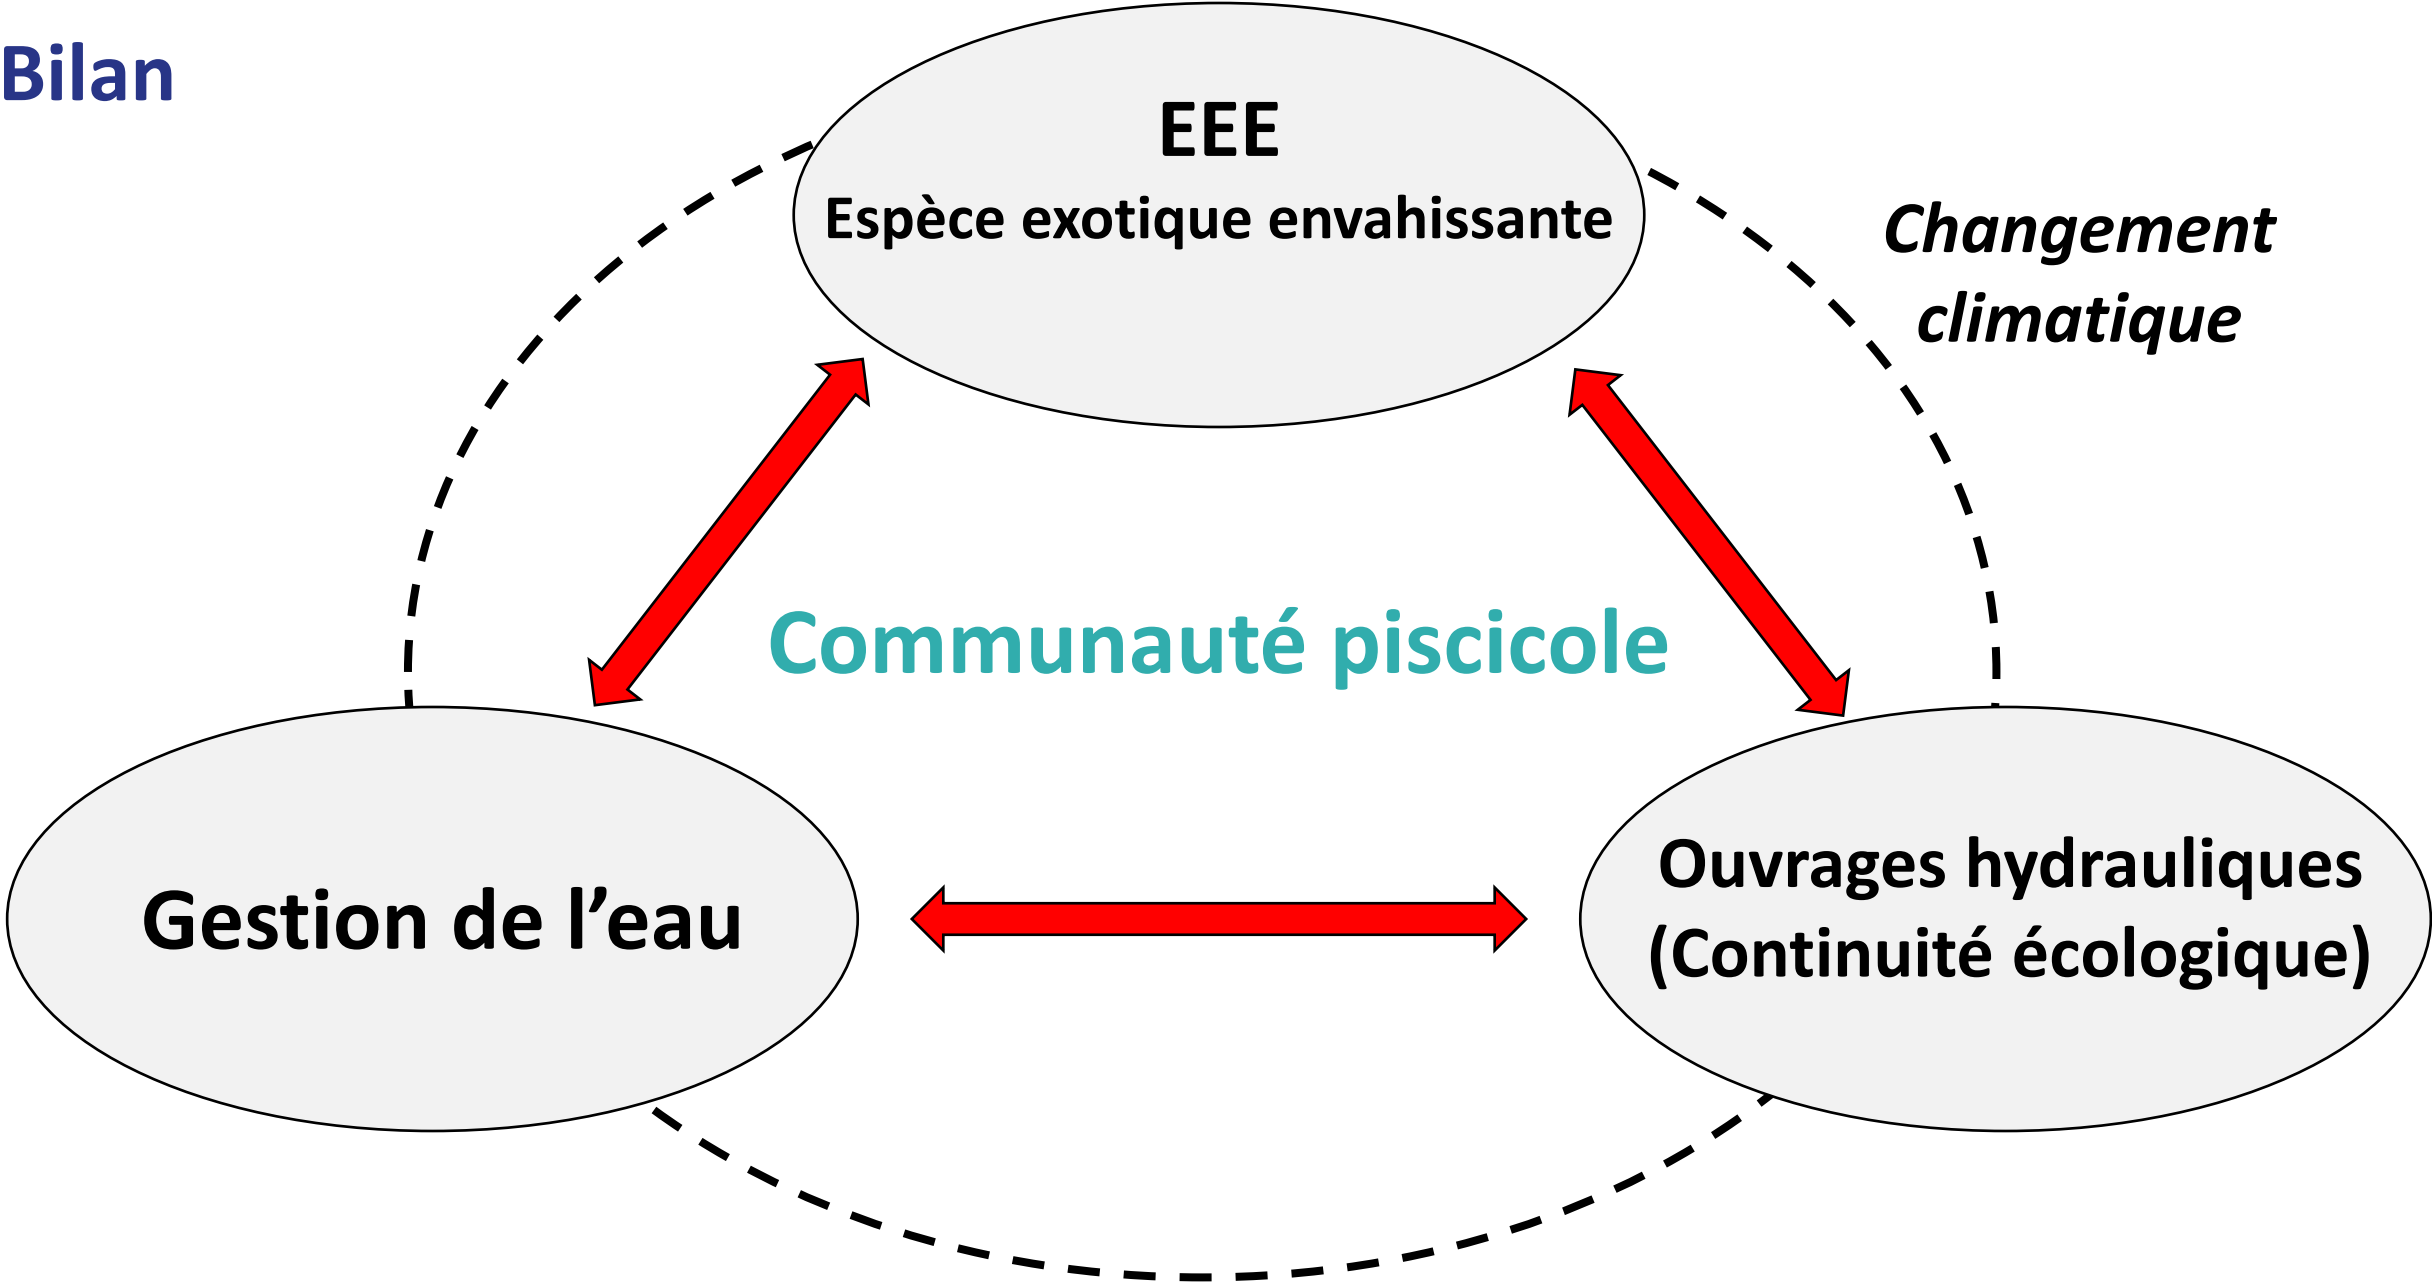 Bilan
EEE
Espèce exotique envahissante
Changement
climatique
Communauté piscicole
Gestion de l’eau
Ouvrages hydrauliques
(Continuité écologique)